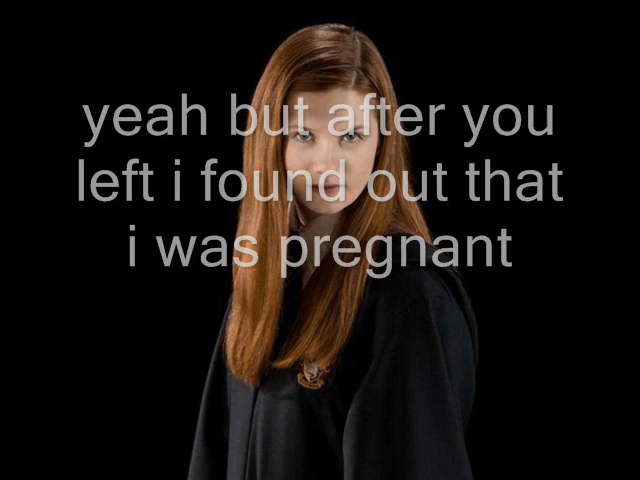 yeah but after you
left i found out that
i was pregnant